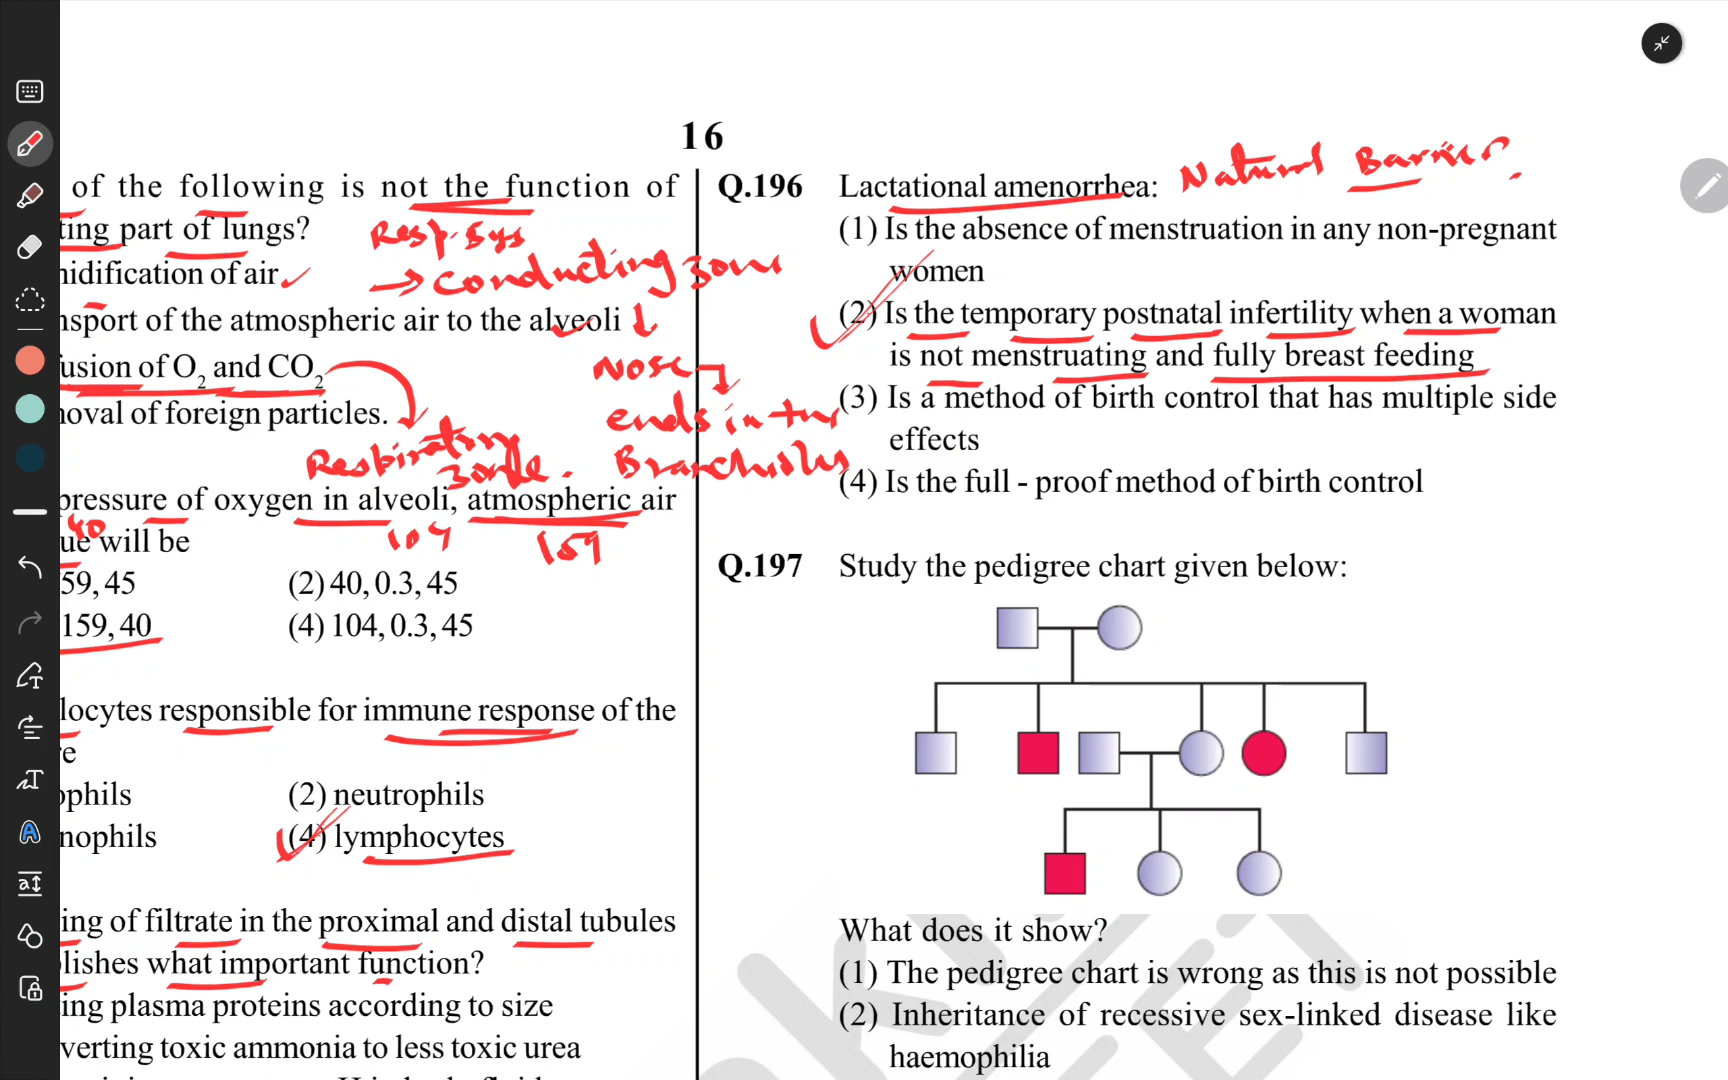 16
of the following is not the function of
ting part of lungs?
Resp. Sys
→ Conducting zone
nidification of air
nsport of the atmospheric air to the alveoli
Nose
usion of O2 and CO2
ends in ter
noval of foreign particles.
Respiratory zone.
Bronchioles
pressure of oxygen in alveoli, atmospheric air
40
104
159
ue will be
59, 45 (2) 40, 0.3, 45
159, 40 (4) 104, 0.3, 45
locytes responsible for immune response of the
re
ophils (2) neutrophils
nophils (4) lymphocytes
ing of filtrate in the proximal and distal tubules
lishes what important function?
ing plasma proteins according to size
verting toxic ammonia to less toxic urea
Q.196 Lactational amenorrhea:
Natural Barrier.
(1) Is the absence of menstruation in any non-pregnant
women
(2) Is the temporary postnatal infertility when a woman
is not menstruating and fully breast feeding
(3) Is a method of birth control that has multiple side
effects
(4) Is the full - proof method of birth control
Q.197 Study the pedigree chart given below:
What does it show?
(1) The pedigree chart is wrong as this is not possible
(2) Inheritance of recessive sex-linked disease like
haemophilia